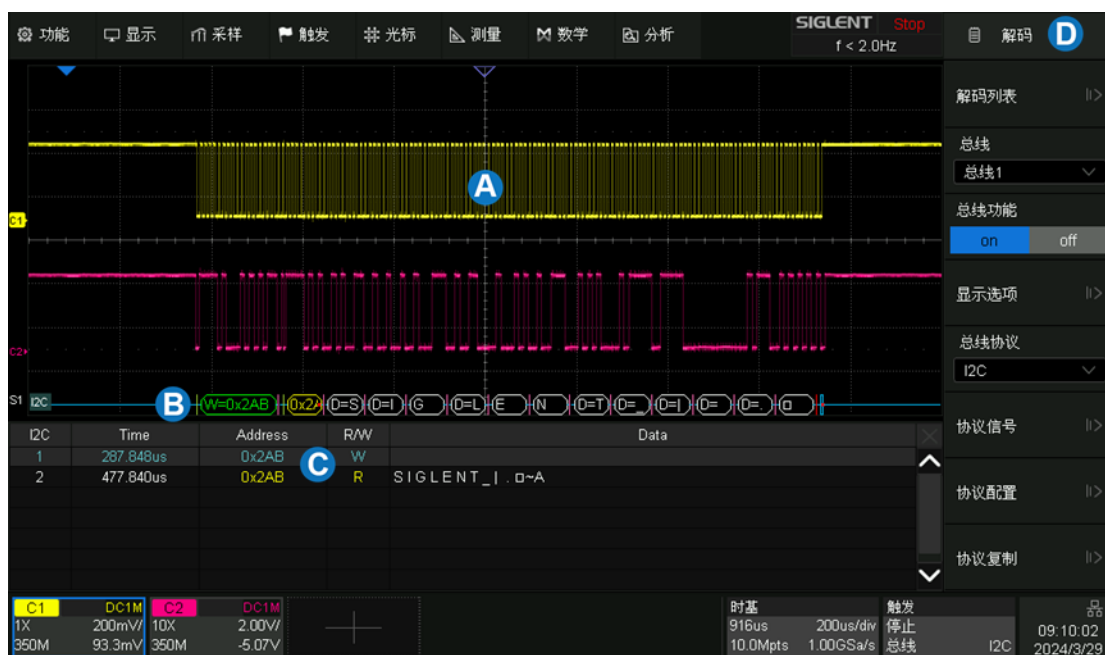 功能 显示 采样 触发 光标 测量 数学 分析 SIGLENT Stop 解码 D
f < 2.0Hz
解码列表
总线
总线1
A
总线功能
C1
on off
显示选项
总线协议
C2
I2C
S1 I2C B W=0x2AB 0x2A D=S D=I G D=L E N D=T D=_ D=| D= D=.
协议信号
I2C Time Address R/W Data
1 287.848us 0x2AB C W
2 477.840us 0x2AB R SIGLENT_|.□~A
协议配置
协议复制
C1 DC1M C2 DC1M 时基 触发
1X 200mV/ 10X 2.00V/ 916us 200us/div 停止
350M 93.3mV 350M -5.07V 10.0Mpts 1.00GSa/s 总线 I2C
09:10:02
2024/3/29